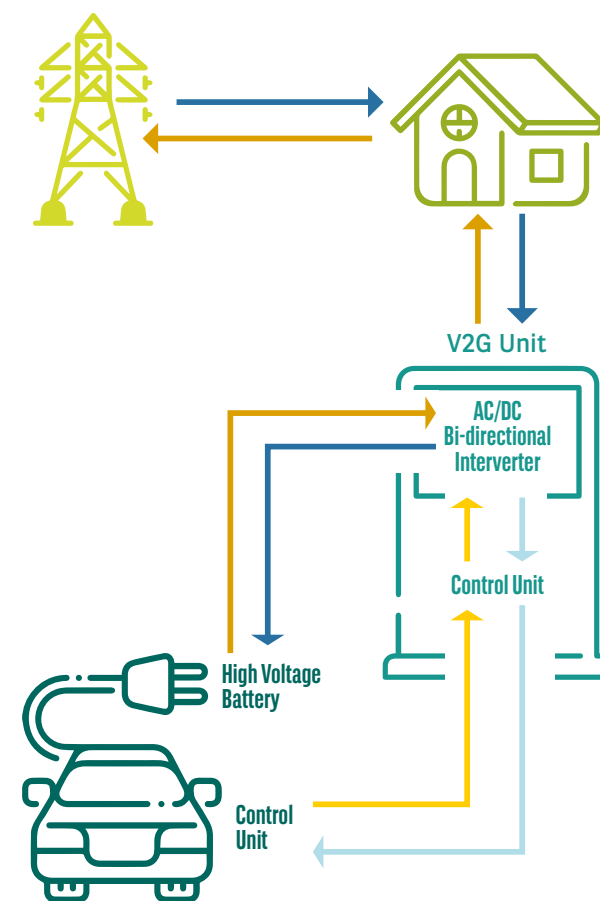 V2G Unit
AC/DC
Bi-directional
Interverter
Control Unit
High Voltage
Battery
Control
Unit